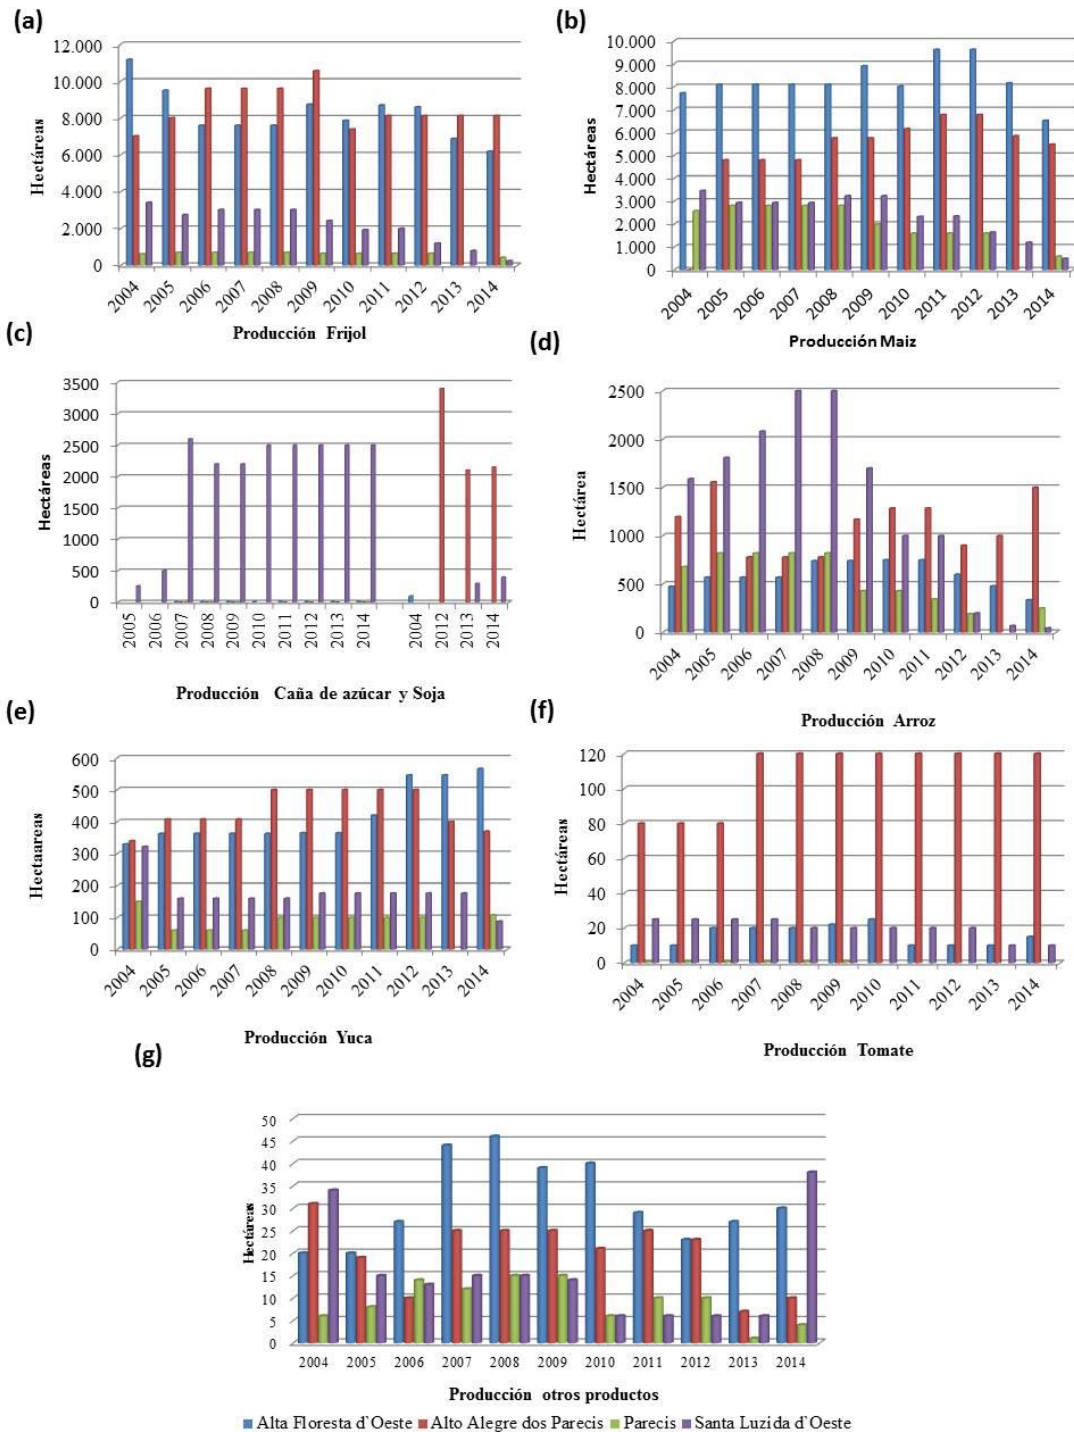 (a)
12.000
10.000
8.000
6.000
4.000
2.000
0
Hectáreas
2004 2005 2006 2007 2008 2009 2010 2011 2012 2013 2014
Producción Frijol
(b)
10.000
9.000
8.000
7.000
6.000
5.000
4.000
3.000
2.000
1.000
0
Hectáreas
2004 2005 2006 2007 2008 2009 2010 2011 2012 2013 2014
Producción Maiz
(c)
3500
3000
2500
2000
1500
1000
500
0
Hectáreas
2005 2006 2007 2008 2009 2010 2011 2012 2013 2014 2004 2012 2013 2014
Producción Caña de azúcar y Soja
(d)
2500
2000
1500
1000
500
0
Hectárea
2004 2005 2006 2007 2008 2009 2010 2011 2012 2013 2014
Producción Arroz
(e)
600
500
400
300
200
100
0
Hectaareas
2004 2005 2006 2007 2008 2009 2010 2011 2012 2013 2014
Producción Yuca
(f)
120
80
60
40
20
0
Hectáreas
2004 2005 2006 2007 2008 2009 2010 2011 2012 2013 2014
Producción Tomate
(g)
50
45
40
35
30
25
20
15
10
5
0
Hectáreas
2004 2005 2006 2007 2008 2009 2010 2011 2012 2013 2014
Producción otros productos
Alta Floresta d`Oeste Alto Alegre dos Parecis Parecis Santa Luzida d`Oeste